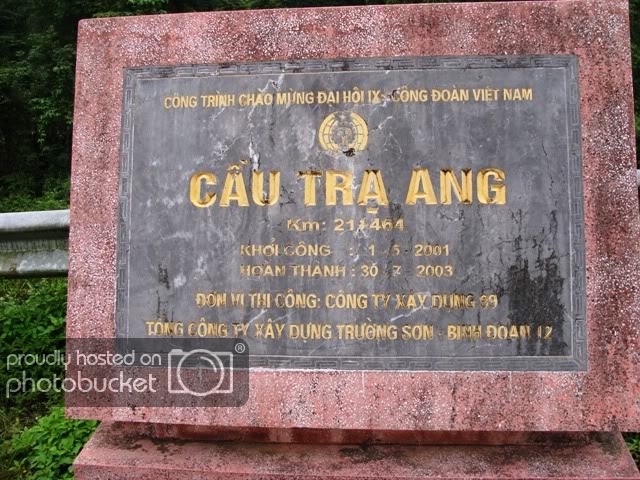 CÔNG TRÌNH CHÀO MỪNG ĐẠI HỘI IX - CÔNG ĐOÀN VIỆT NAM
CẦU TRẠ ANG
Km: 211+464
KHỞI CÔNG : 1 - 5 - 2001
HOÀN THÀNH : 30 - 7 - 2003
ĐƠN VỊ THI CÔNG: CÔNG TY XÂY DỰNG 99
TỔNG CÔNG TY XÂY DỰNG TRƯỜNG SƠN - BINH ĐOÀN 12
proudly hosted on
photobucket